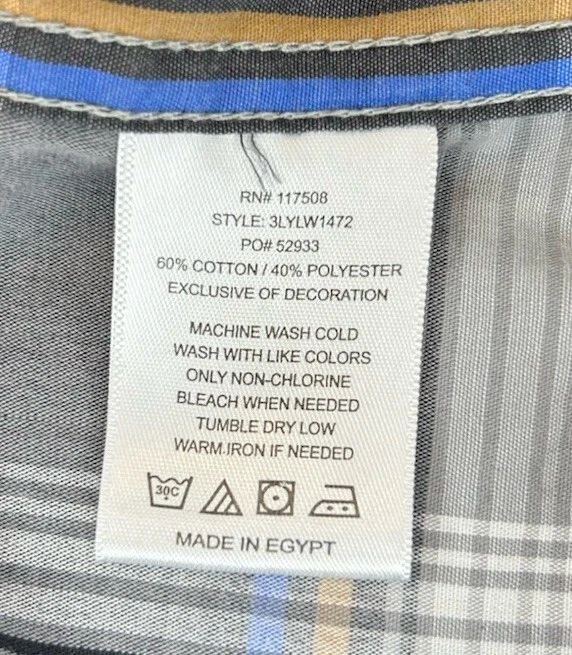 RN# 117508
STYLE: 3LYLW1472
PO# 52933
60% COTTON / 40% POLYESTER
EXCLUSIVE OF DECORATION
MACHINE WASH COLD
WASH WITH LIKE COLORS
ONLY NON-CHLORINE
BLEACH WHEN NEEDED
TUMBLE DRY LOW
WARM IRON IF NEEDED
30C
MADE IN EGYPT